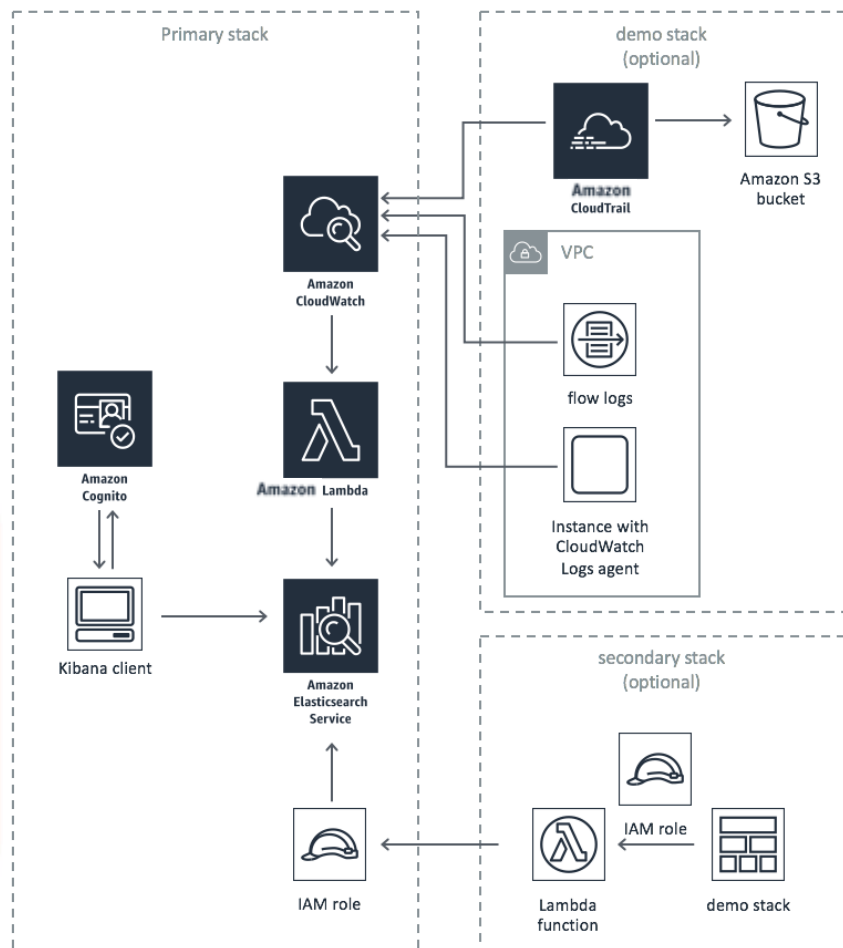 Primary stack
demo stack
(optional)
Amazon
CloudTrail
Amazon S3
bucket
Amazon
CloudWatch
VPC
flow logs
Amazon
Cognito
Amazon Lambda
Instance with
CloudWatch
Logs agent
Kibana client
Amazon
Elasticsearch
Service
secondary stack
(optional)
IAM role
IAM role
Lambda
function
demo stack